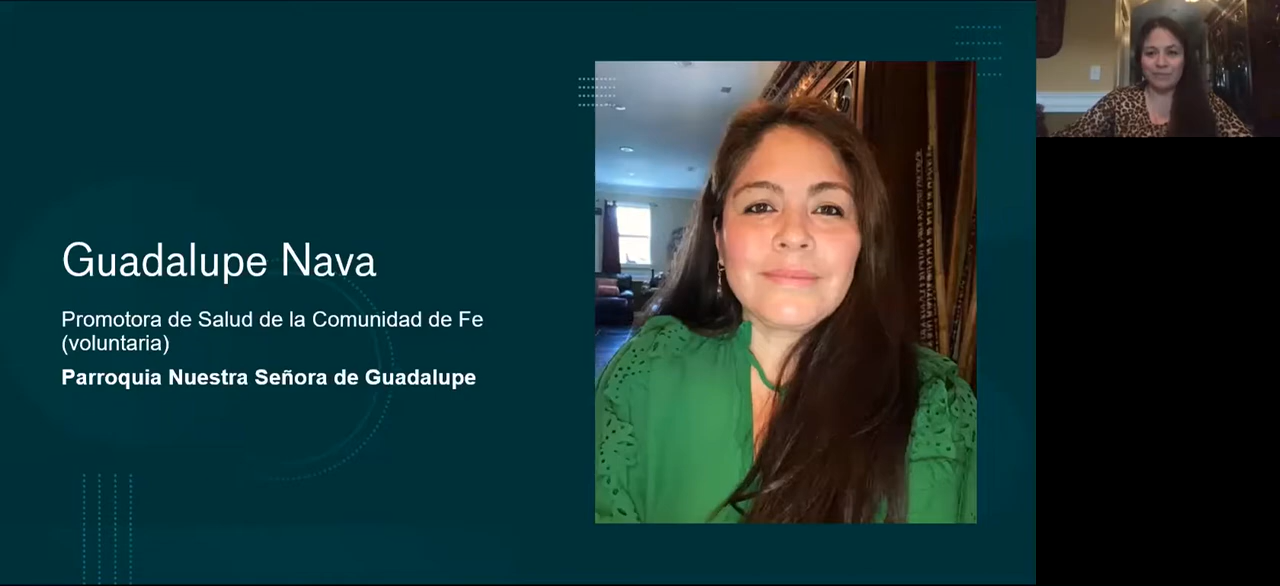 Guadalupe Nava
Promotora de Salud de la Comunidad de Fe
(voluntaria)
Parroquia Nuestra Señora de Guadalupe